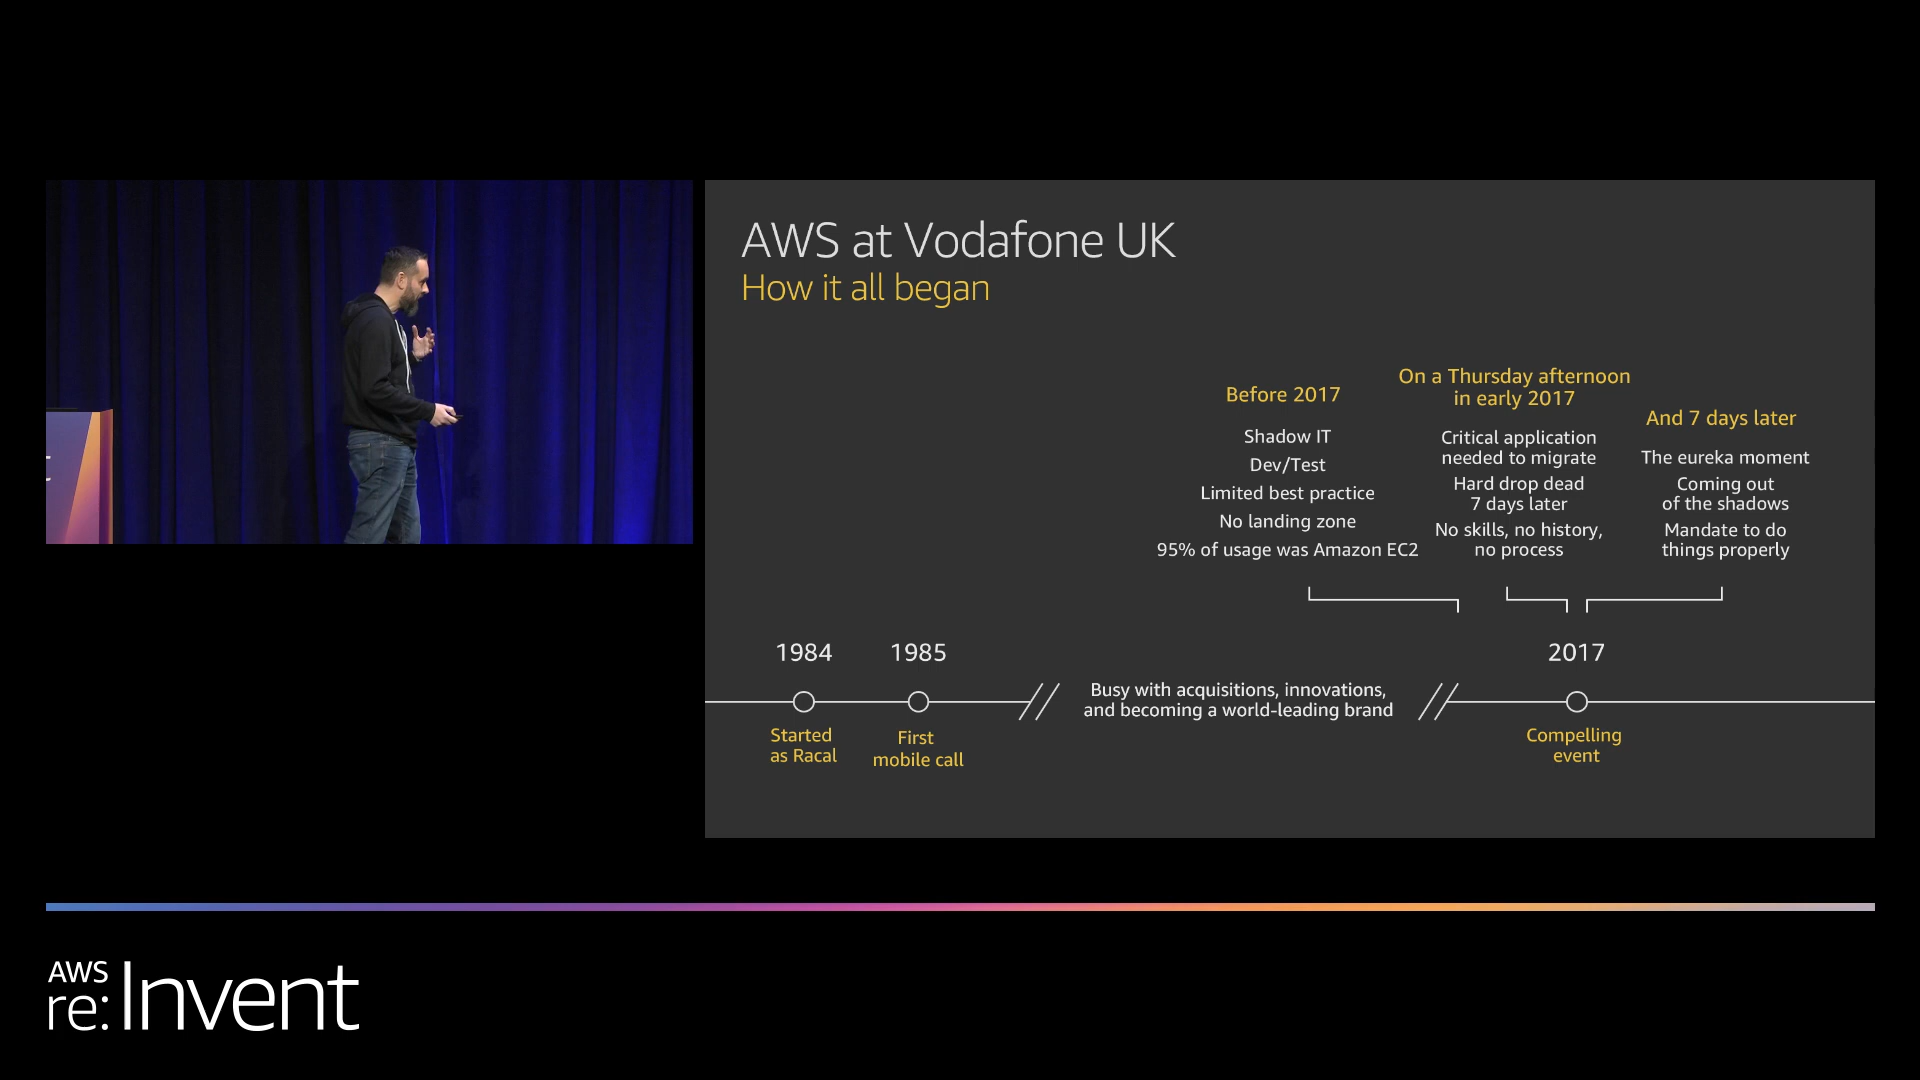 AWS at Vodafone UK
How it all began
Before 2017
Shadow IT
Dev/Test
Limited best practice
No landing zone
95% of usage was Amazon EC2
On a Thursday afternoon
in early 2017
Critical application
needed to migrate
Hard drop dead
7 days later
No skills, no history,
no process
And 7 days later
The eureka moment
Coming out
of the shadows
Mandate to do
things properly
1984
Started
as Racal
1985
First
mobile call
Busy with acquisitions, innovations,
and becoming a world-leading brand
2017
Compelling
event
AWS
re:Invent